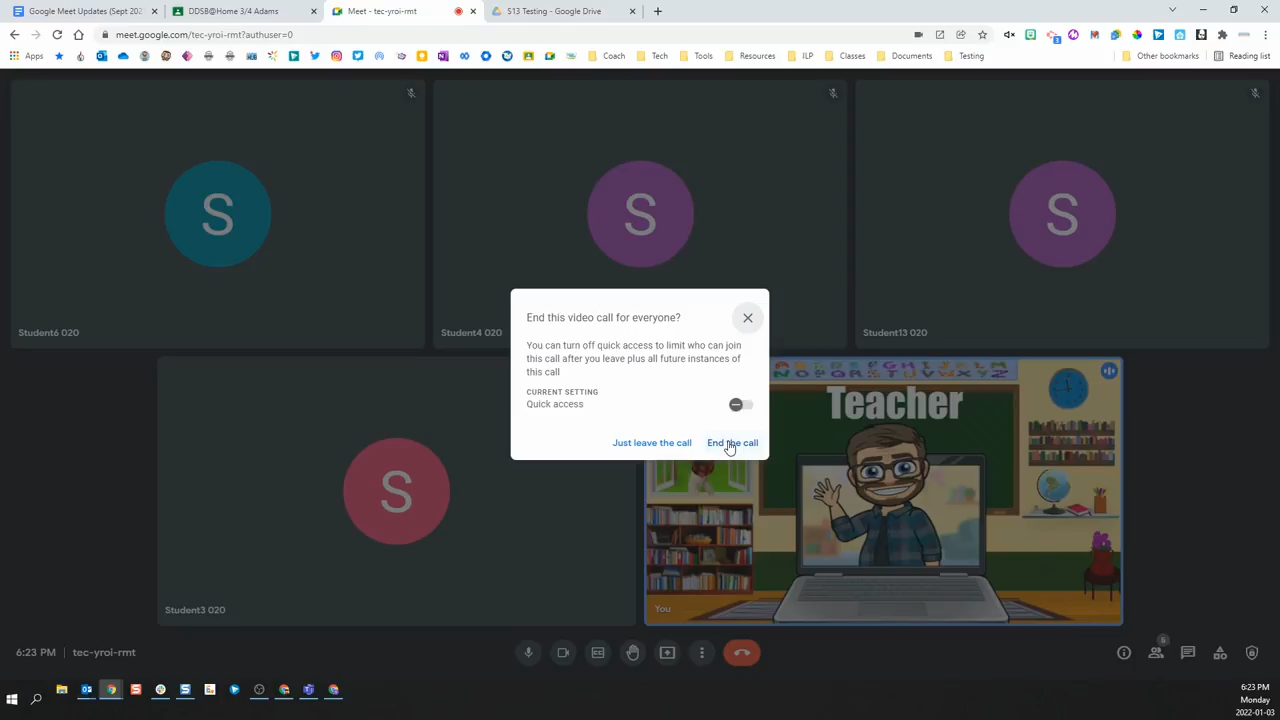 Google Meet Updates (Sept 202
DDSB@Home 3/4 Adams
Meet - tec-yroi-rmt
S13 Testing - Google Drive
meet.google.com/tec-yroi-rmt?authuser=0
Apps
Coach
Tech
Tools
Resources
ILP
Classes
Documents
Testing
Other bookmarks
Reading list
S
S
S
Student6 020
Student4 020
Student13 020
End this video call for everyone?
You can turn off quick access to limit who can join
this call after you leave plus all future instances of
this call
CURRENT SETTING
Quick access
Just leave the call
End the call
Teacher
S
Student3 020
You
6:23 PM | tec-yroi-rmt
5
6:23 PM
Monday
2022-01-03